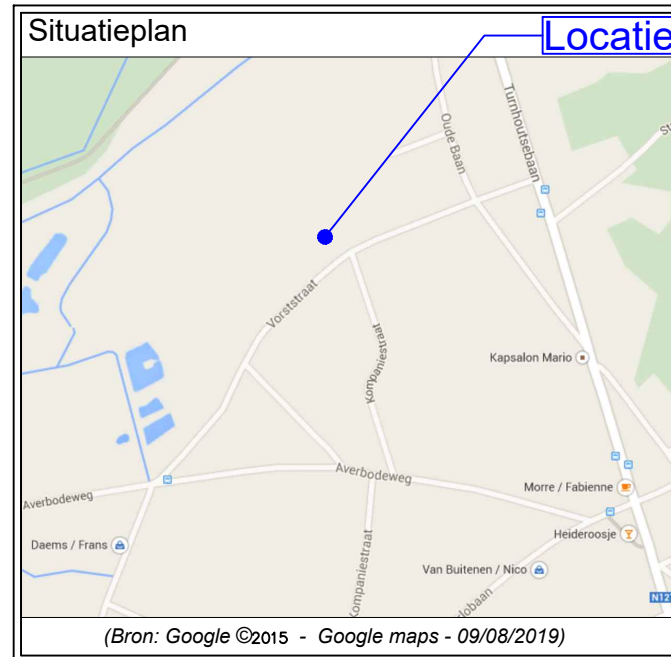 Situatieplan
Locatie
Oude Baan
Turnhoutsebaan
Vorststraat
Kompaniestraat
Kapsalon Mario
Averbodeweg
Averbodeweg
Morre / Fabienne
Heideroosje
Daems / Frans
Kompaniestraat
Van Buitenen / Nico
(Bron: Google ©2015 - Google maps - 09/08/2019)